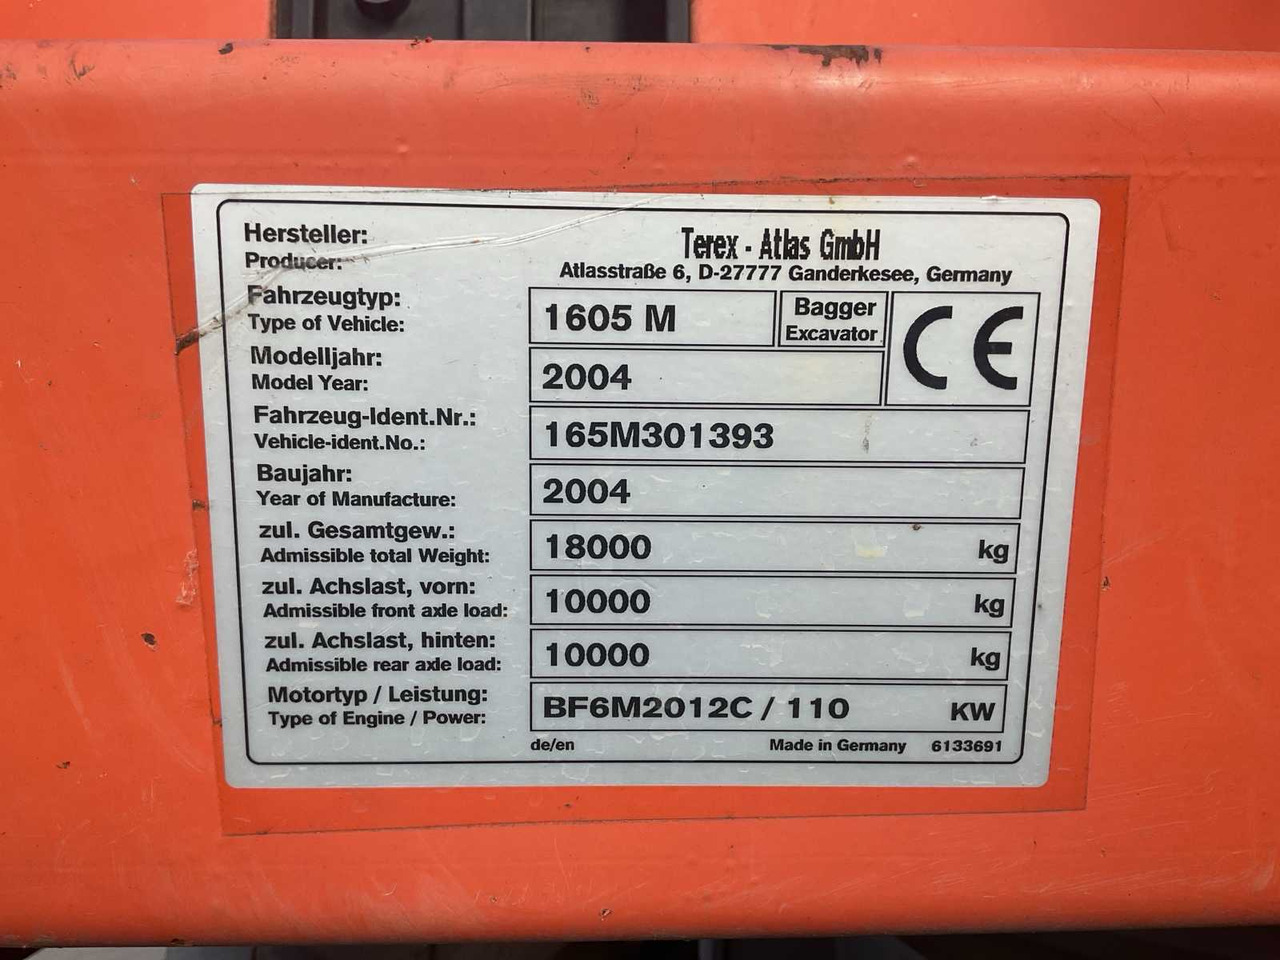 Hersteller:
Producer:
Terex - Atlas GmbH
Atlasstraße 6, D-27777 Ganderkesee, Germany
Fahrzeugtyp:
Type of Vehicle:
1605 M
Bagger
Excavator
CE
Modelljahr:
Model Year:
2004
Fahrzeug-Ident.Nr.:
Vehicle-ident.No.:
165M301393
Baujahr:
Year of Manufacture:
2004
zul. Gesamtgew.:
Admissible total Weight:
18000 kg
zul. Achslast, vorn:
Admissible front axle load:
10000 kg
zul. Achslast, hinten:
Admissible rear axle load:
10000 kg
Motortyp / Leistung:
Type of Engine / Power:
BF6M2012C / 110 KW
de/en Made in Germany 6133691